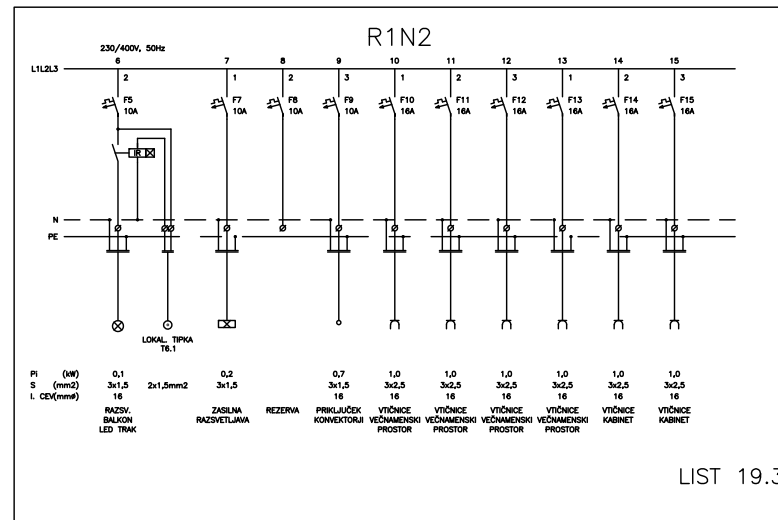 R1N2
230/400V, 50Hz
6 7 8 9 10 11 12 13 14 15
L1L2L3
2 1 2 3 1 2 3 1 2 3
F5 F7 F8 F9 F10 F11 F12 F13 F14 F15
10A 10A 10A 10A 16A 16A 16A 16A 16A 16A
IR
N
PE
LOKAL. TIPKA
T6.1
Pi (kW) 0,1 0,2 0,7 1,0 1,0 1,0 1,0 1,0 1,0
S (mm2) 3x1,5 2x1,5mm2 3x1,5 3x1,5 3x2,5 3x2,5 3x2,5 3x2,5 3x2,5 3x2,5
I. CEV(mmø) 16 16 16 16 16 16 16 16
RAZSV. ZASILNA REZERVA PRIKLJUČEK VTIČNICE VTIČNICE VTIČNICE VTIČNICE VTIČNICE VTIČNICE
BALKON RAZSVETLJAVA KONVEKTORJI VEČNAMENSKI VEČNAMENSKI VEČNAMENSKI VEČNAMENSKI KABINET KABINET
LED TRAK PROSTOR PROSTOR PROSTOR PROSTOR
LIST 19.3